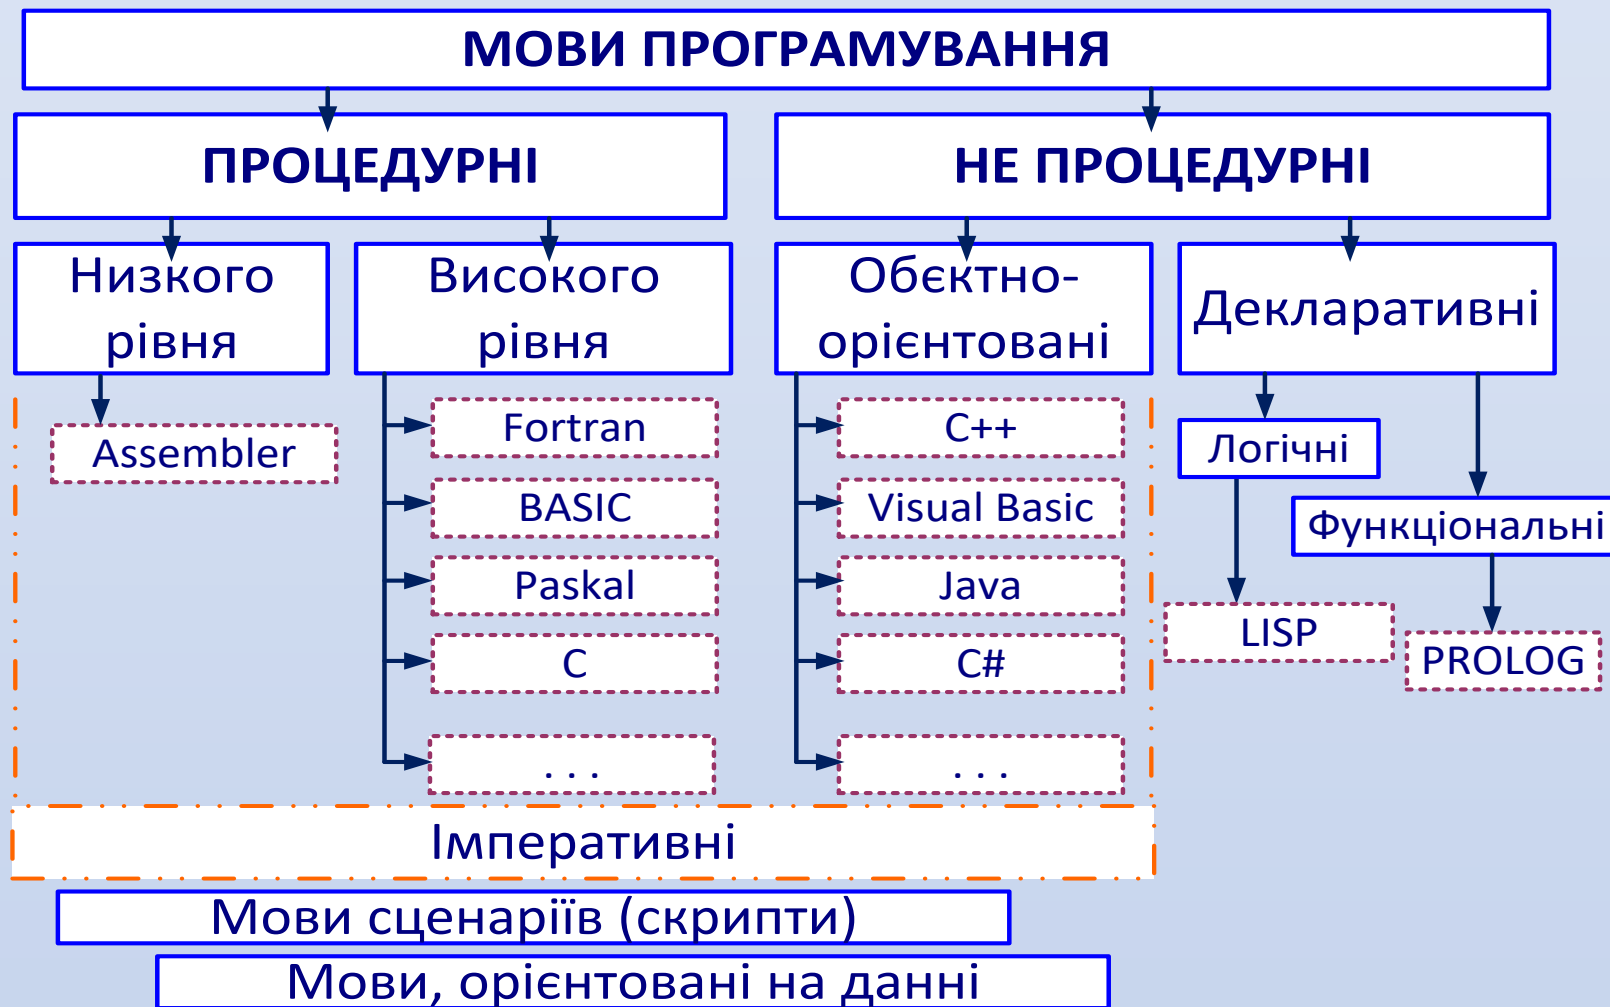 МОВИ ПРОГРАМУВАННЯ
ПРОЦЕДУРНІ
НЕ ПРОЦЕДУРНІ
Низкого
рівня
Високого
рівня
Обєктно-
орієнтовані
Декларативні
Assembler
Fortran
BASIC
Paskal
C
. . .
C++
Visual Basic
Java
C#
. . .
Логічні
Функціональні
LISP
PROLOG
Імперативні
Мови сценаріїв (скрипти)
Мови, орієнтовані на данні